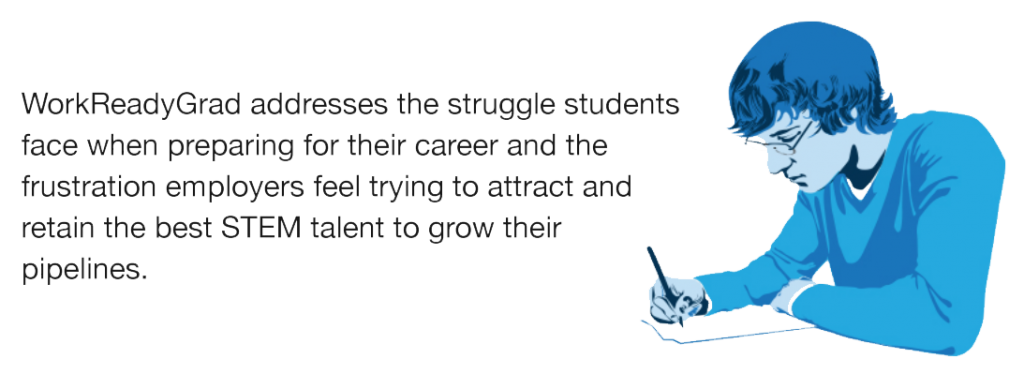 WorkReadyGrad addresses the struggle students
face when preparing for their career and the
frustration employers feel trying to attract and
retain the best STEM talent to grow their
pipelines.